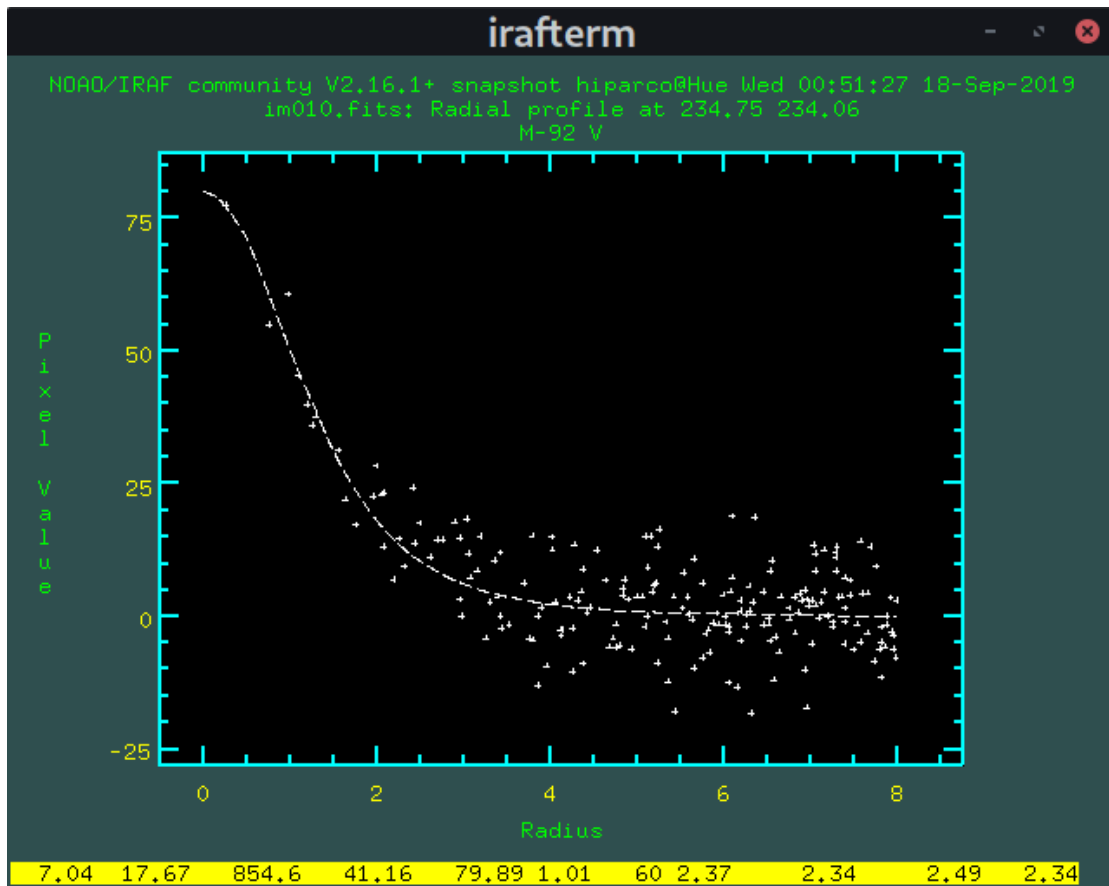 irafterm
NOAO/IRAF community V2.16.1+ snapshot hiparco@Hue Wed 00:51:27 18-Sep-2019
im010.fits: Radial profile at 234.75 234.06
M-92 V
75
50
25
0
-25
Pixel Value
0 2 4 6 8
Radius
7.04 17.67 854.6 41.16 79.89 1.01 60 2.37 2.34 2.49 2.34